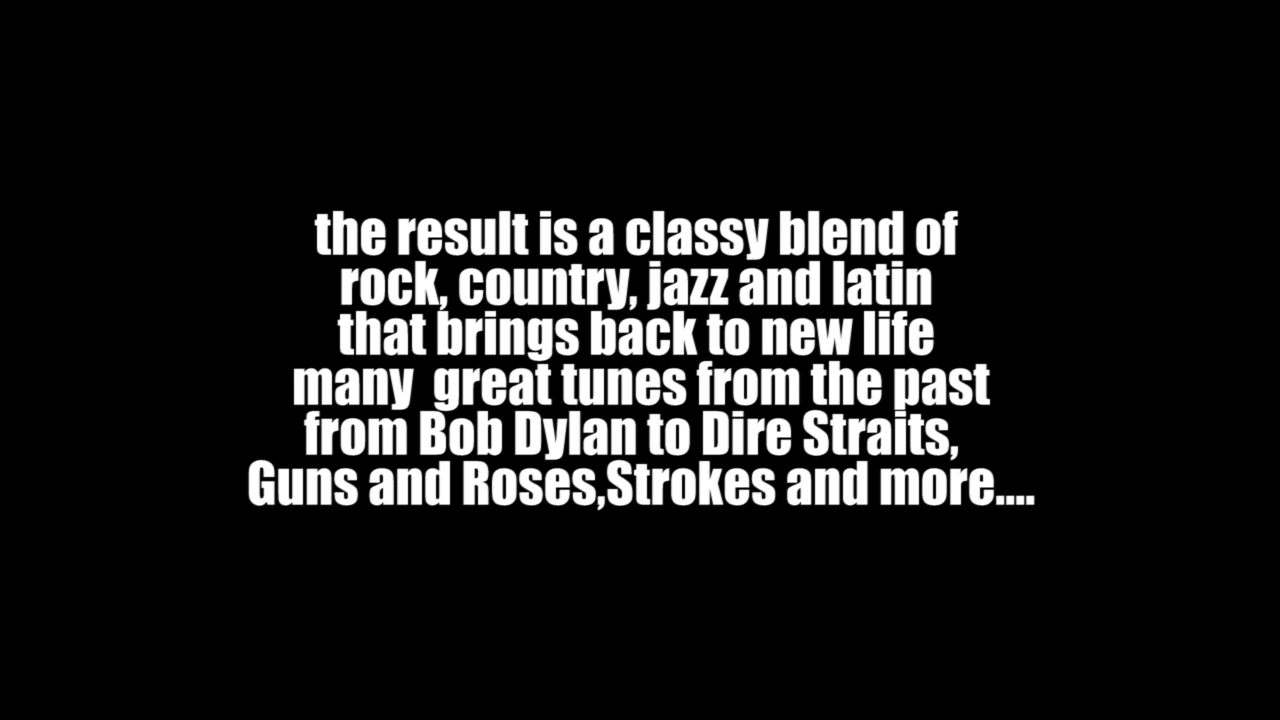 the result is a classy blend of
rock, country, jazz and latin
that brings back to new life
many  great tunes from the past
from Bob Dylan to Dire Straits,
Guns and Roses,Strokes and more....